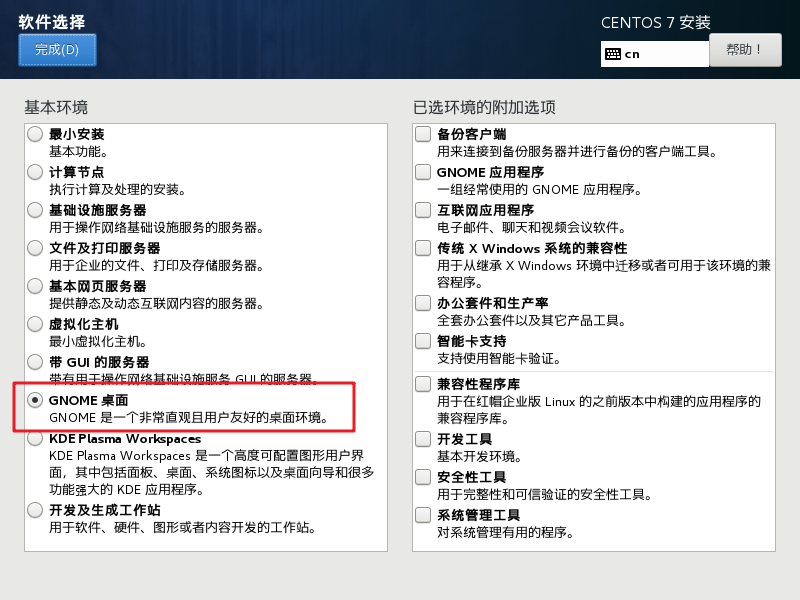 软件选择
完成(D)
CENTOS 7 安装
cn
帮助！
基本环境
最小安装
基本功能。
计算节点
执行计算及处理的安装。
基础设施服务器
用于操作网络基础设施服务的服务器。
文件及打印服务器
用于企业的文件、打印及存储服务器。
基本网页服务器
提供静态及动态互联网内容的服务器。
虚拟化主机
最小虚拟化主机。
带 GUI 的服务器
带有用于操作网络基础设施服务 GUI 的服务器。
GNOME 桌面
GNOME 是一个非常直观且用户友好的桌面环境。
KDE Plasma Workspaces
KDE Plasma Workspaces 是一个高度可配置图形用户界
面，其中包括面板、桌面、系统图标以及桌面向导和很多
功能强大的 KDE 应用程序。
开发及生成工作站
用于软件、硬件、图形或者内容开发的工作站。
已选环境的附加选项
备份客户端
用来连接到备份服务器并进行备份的客户端工具。
GNOME 应用程序
一组经常使用的 GNOME 应用程序。
互联网应用程序
电子邮件、聊天和视频会议软件。
传统 X Windows 系统的兼容性
用于从继承 X Windows 环境中迁移或者可用于该环境的兼
容程序。
办公套件和生产率
全套办公套件以及其它产品工具。
智能卡支持
支持使用智能卡验证。
兼容性程序库
用于在红帽企业版 Linux 的之前版本中构建的应用程序的
兼容程序库。
开发工具
基本开发环境。
安全性工具
用于完整性和可信验证的安全性工具。
系统管理工具
对系统管理有用的程序。